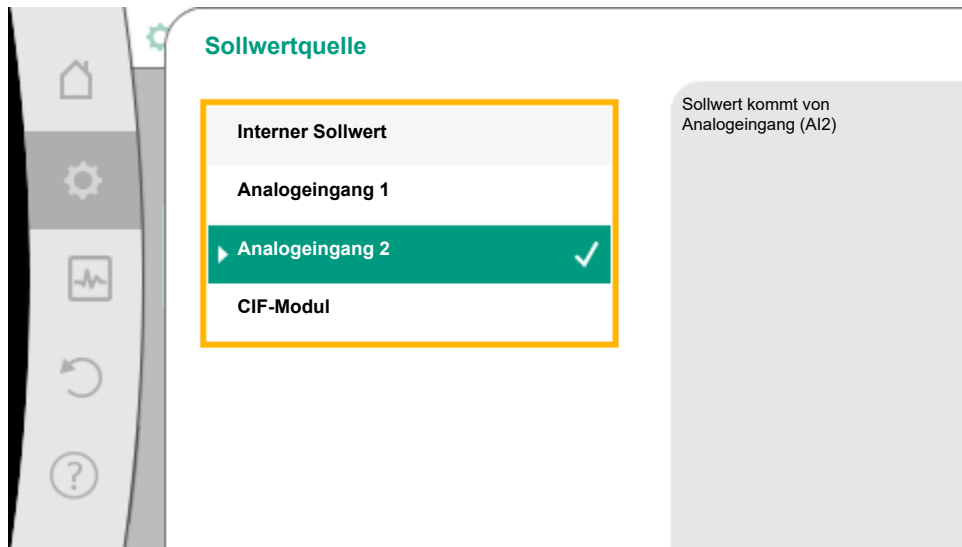 Sollwertquelle
Interner Sollwert
Analogeingang 1
Analogeingang 2
CIF-Modul
Sollwert kommt von
Analogeingang (AI2)
?